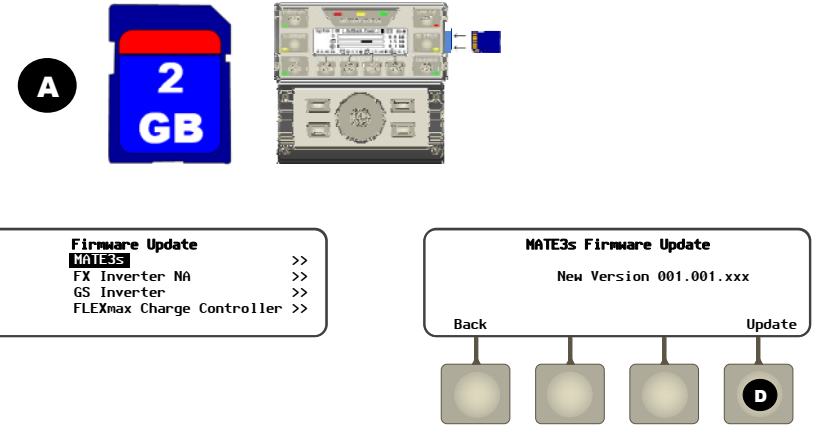 A
2
GB
Firmware Update
MATE3s >>
FX Inverter NA >>
GS Inverter >>
FLEXmax Charge Controller >>
MATE3s Firmware Update
New Version 001.001.xxx
Back Update
D